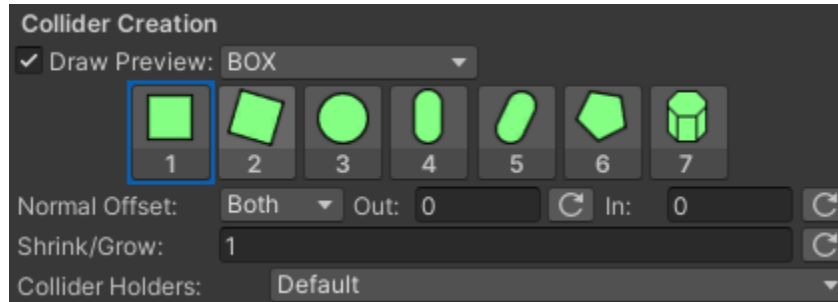 Collider Creation
Draw Preview: BOX
1 2 3 4 5 6 7
Normal Offset: Both Out: 0 In: 0
Shrink/Grow: 1
Collider Holders: Default